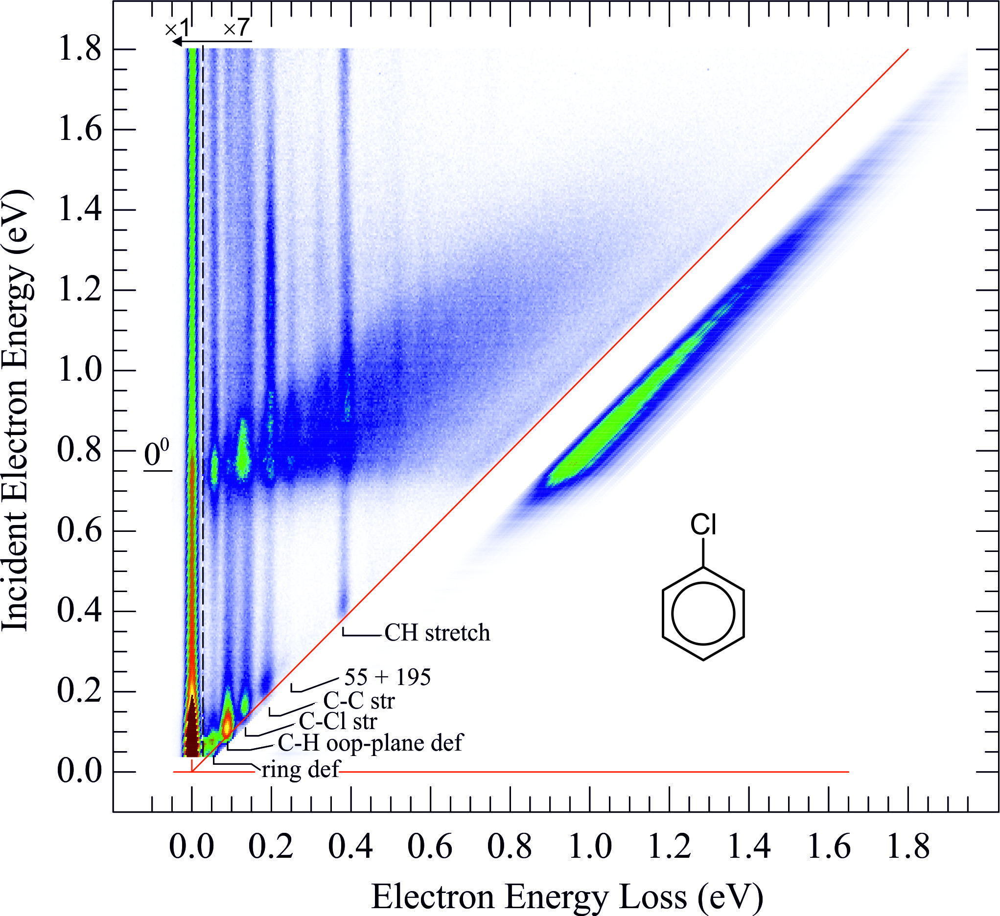 ×1 ×7
1.8
1.6
1.4
1.2
1.0
0.8
0⁰
0.6
0.4
0.2
0.0
Incident Electron Energy (eV)
Cl
CH stretch
55 + 195
C-C str
C-Cl str
C-H oop-plane def
ring def
0.0 0.2 0.4 0.6 0.8 1.0 1.2 1.4 1.6 1.8
Electron Energy Loss (eV)